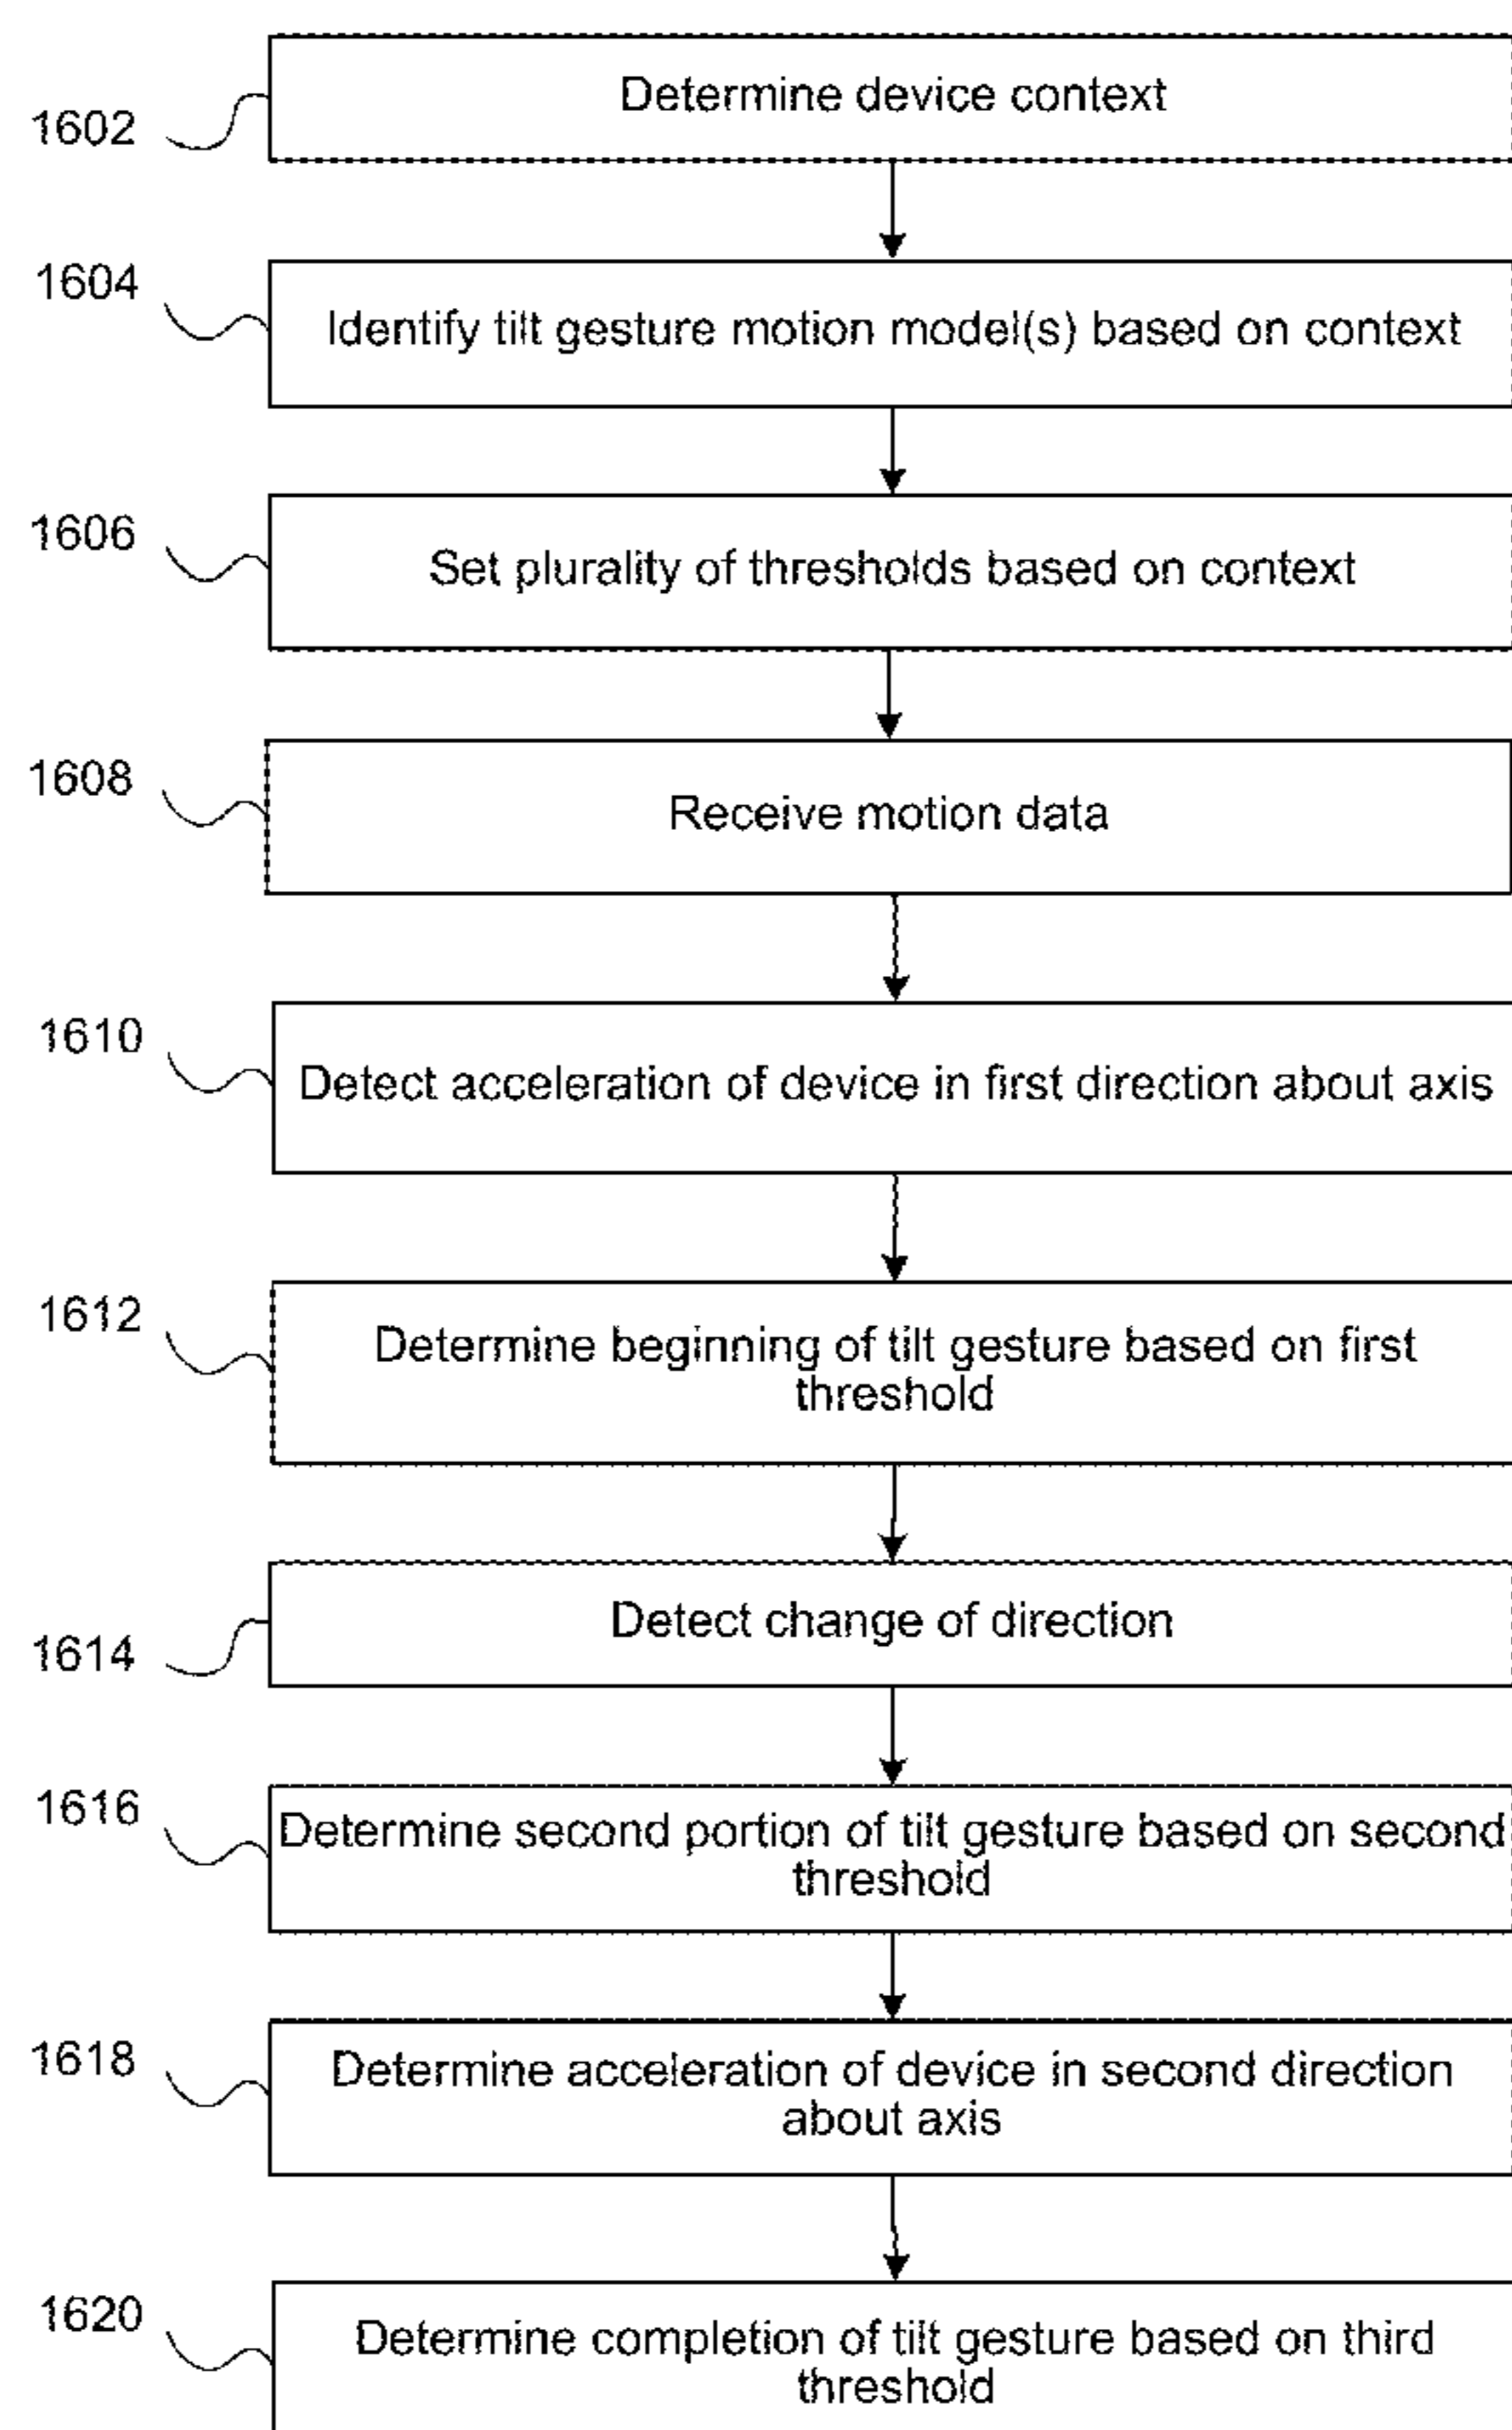 1602
Determine device context
1604
Identify tilt gesture motion model(s) based on context
1606
Set plurality of thresholds based on context
1608
Receive motion data
1610
Detect acceleration of device in first direction about axis
1612
Determine beginning of tilt gesture based on first
threshold
1614
Detect change of direction
1616
Determine second portion of tilt gesture based on second
threshold
1618
Determine acceleration of device in second direction
about axis
1620
Determine completion of tilt gesture based on third
threshold